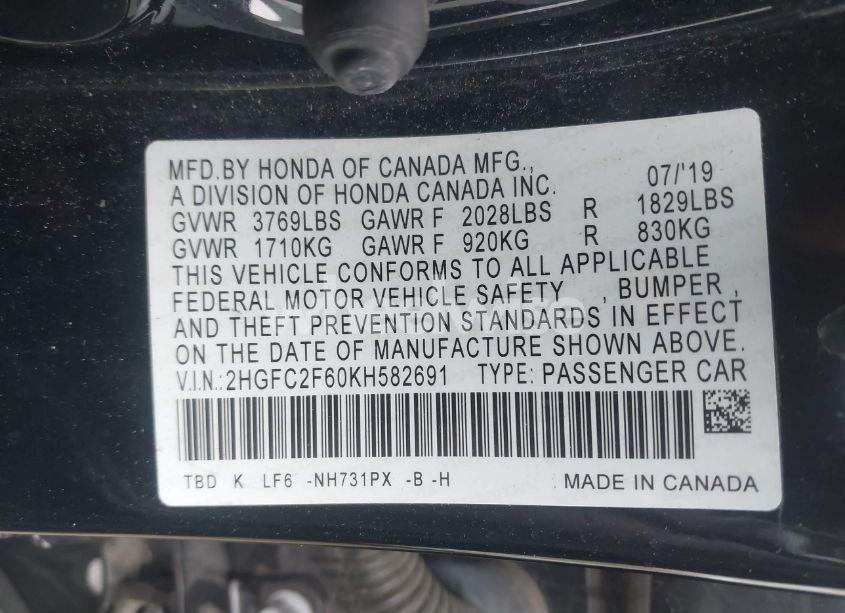 MFD.BY HONDA OF CANADA MFG., 07/'19
A DIVISION OF HONDA CANADA INC.
GVWR 3769LBS GAWR F 2028LBS R 1829LBS
GVWR 1710KG GAWR F 920KG R 830KG
THIS VEHICLE CONFORMS TO ALL APPLICABLE
FEDERAL MOTOR VEHICLE SAFETY , BUMPER ,
AND THEFT PREVENTION STANDARDS IN EFFECT
ON THE DATE OF MANUFACTURE SHOWN ABOVE.
V.I.N.:2HGFC2F60KH582691 TYPE: PASSENGER CAR
TBD K LF6 -NH731PX -B -H MADE IN CANADA